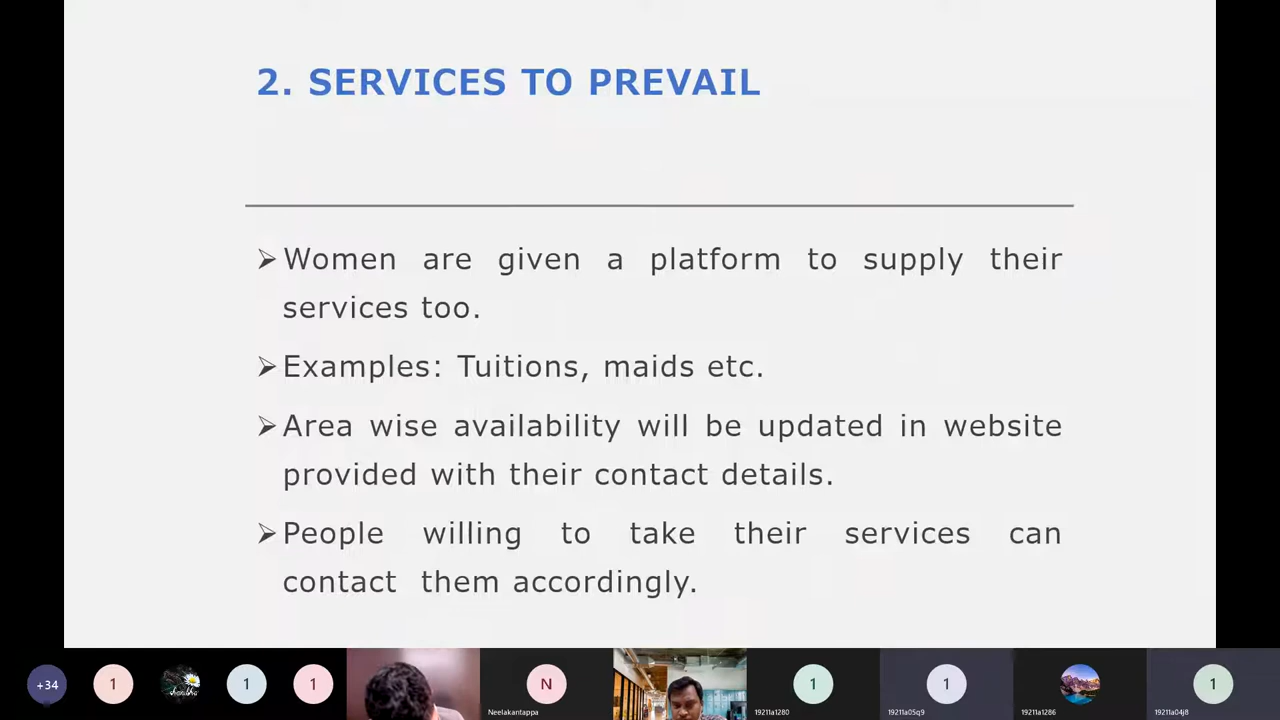 2. SERVICES TO PREVAIL
➢Women are given a platform to supply their
services too.
➢Examples: Tuitions, maids etc.
➢Area wise availability will be updated in website
provided with their contact details.
➢People willing to take their services can
contact them accordingly.
+34
1
1
1
N
Neelakantappa
1
19211a1280
1
19211a05q9
19211a1286
1
19211a04j8